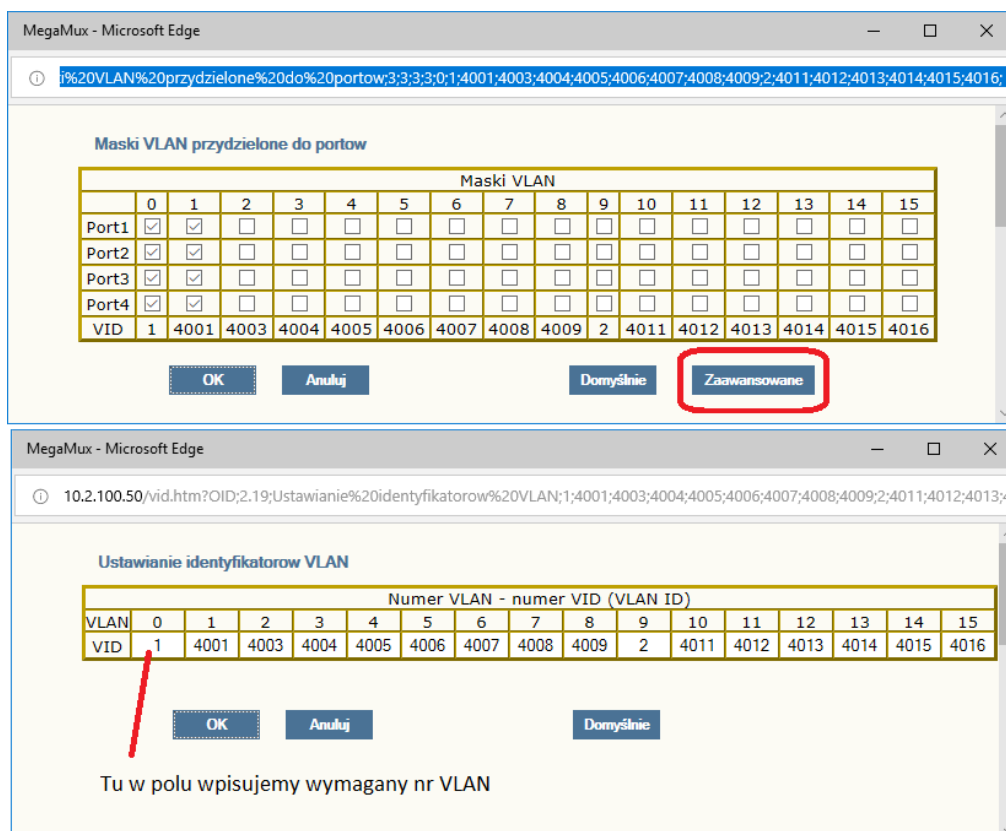 MegaMux - Microsoft Edge
i%20VLAN%20przydzielone%20do%20portow;3;3;3;3;0;1;4001;4003;4004;4005;4006;4007;4008;4009;2;4011;4012;4013;4014;4015;4016;
Maski VLAN przydzielone do portow
Maski VLAN
0 1 2 3 4 5 6 7 8 9 10 11 12 13 14 15
Port1
Port2
Port3
Port4
VID 1 4001 4003 4004 4005 4006 4007 4008 4009 2 4011 4012 4013 4014 4015 4016
OK Anuluj Domyślnie Zaawansowane
MegaMux - Microsoft Edge
10.2.100.50/vid.htm?OID;2.19;Ustawianie%20identyfikatorow%20VLAN;1;4001;4003;4004;4005;4006;4007;4008;4009;2;4011;4012;4013;4
Ustawianie identyfikatorow VLAN
Numer VLAN - numer VID (VLAN ID)
VLAN 0 1 2 3 4 5 6 7 8 9 10 11 12 13 14 15
VID 1 4001 4003 4004 4005 4006 4007 4008 4009 2 4011 4012 4013 4014 4015 4016
OK Anuluj Domyślnie
Tu w polu wpisujemy wymagany nr VLAN